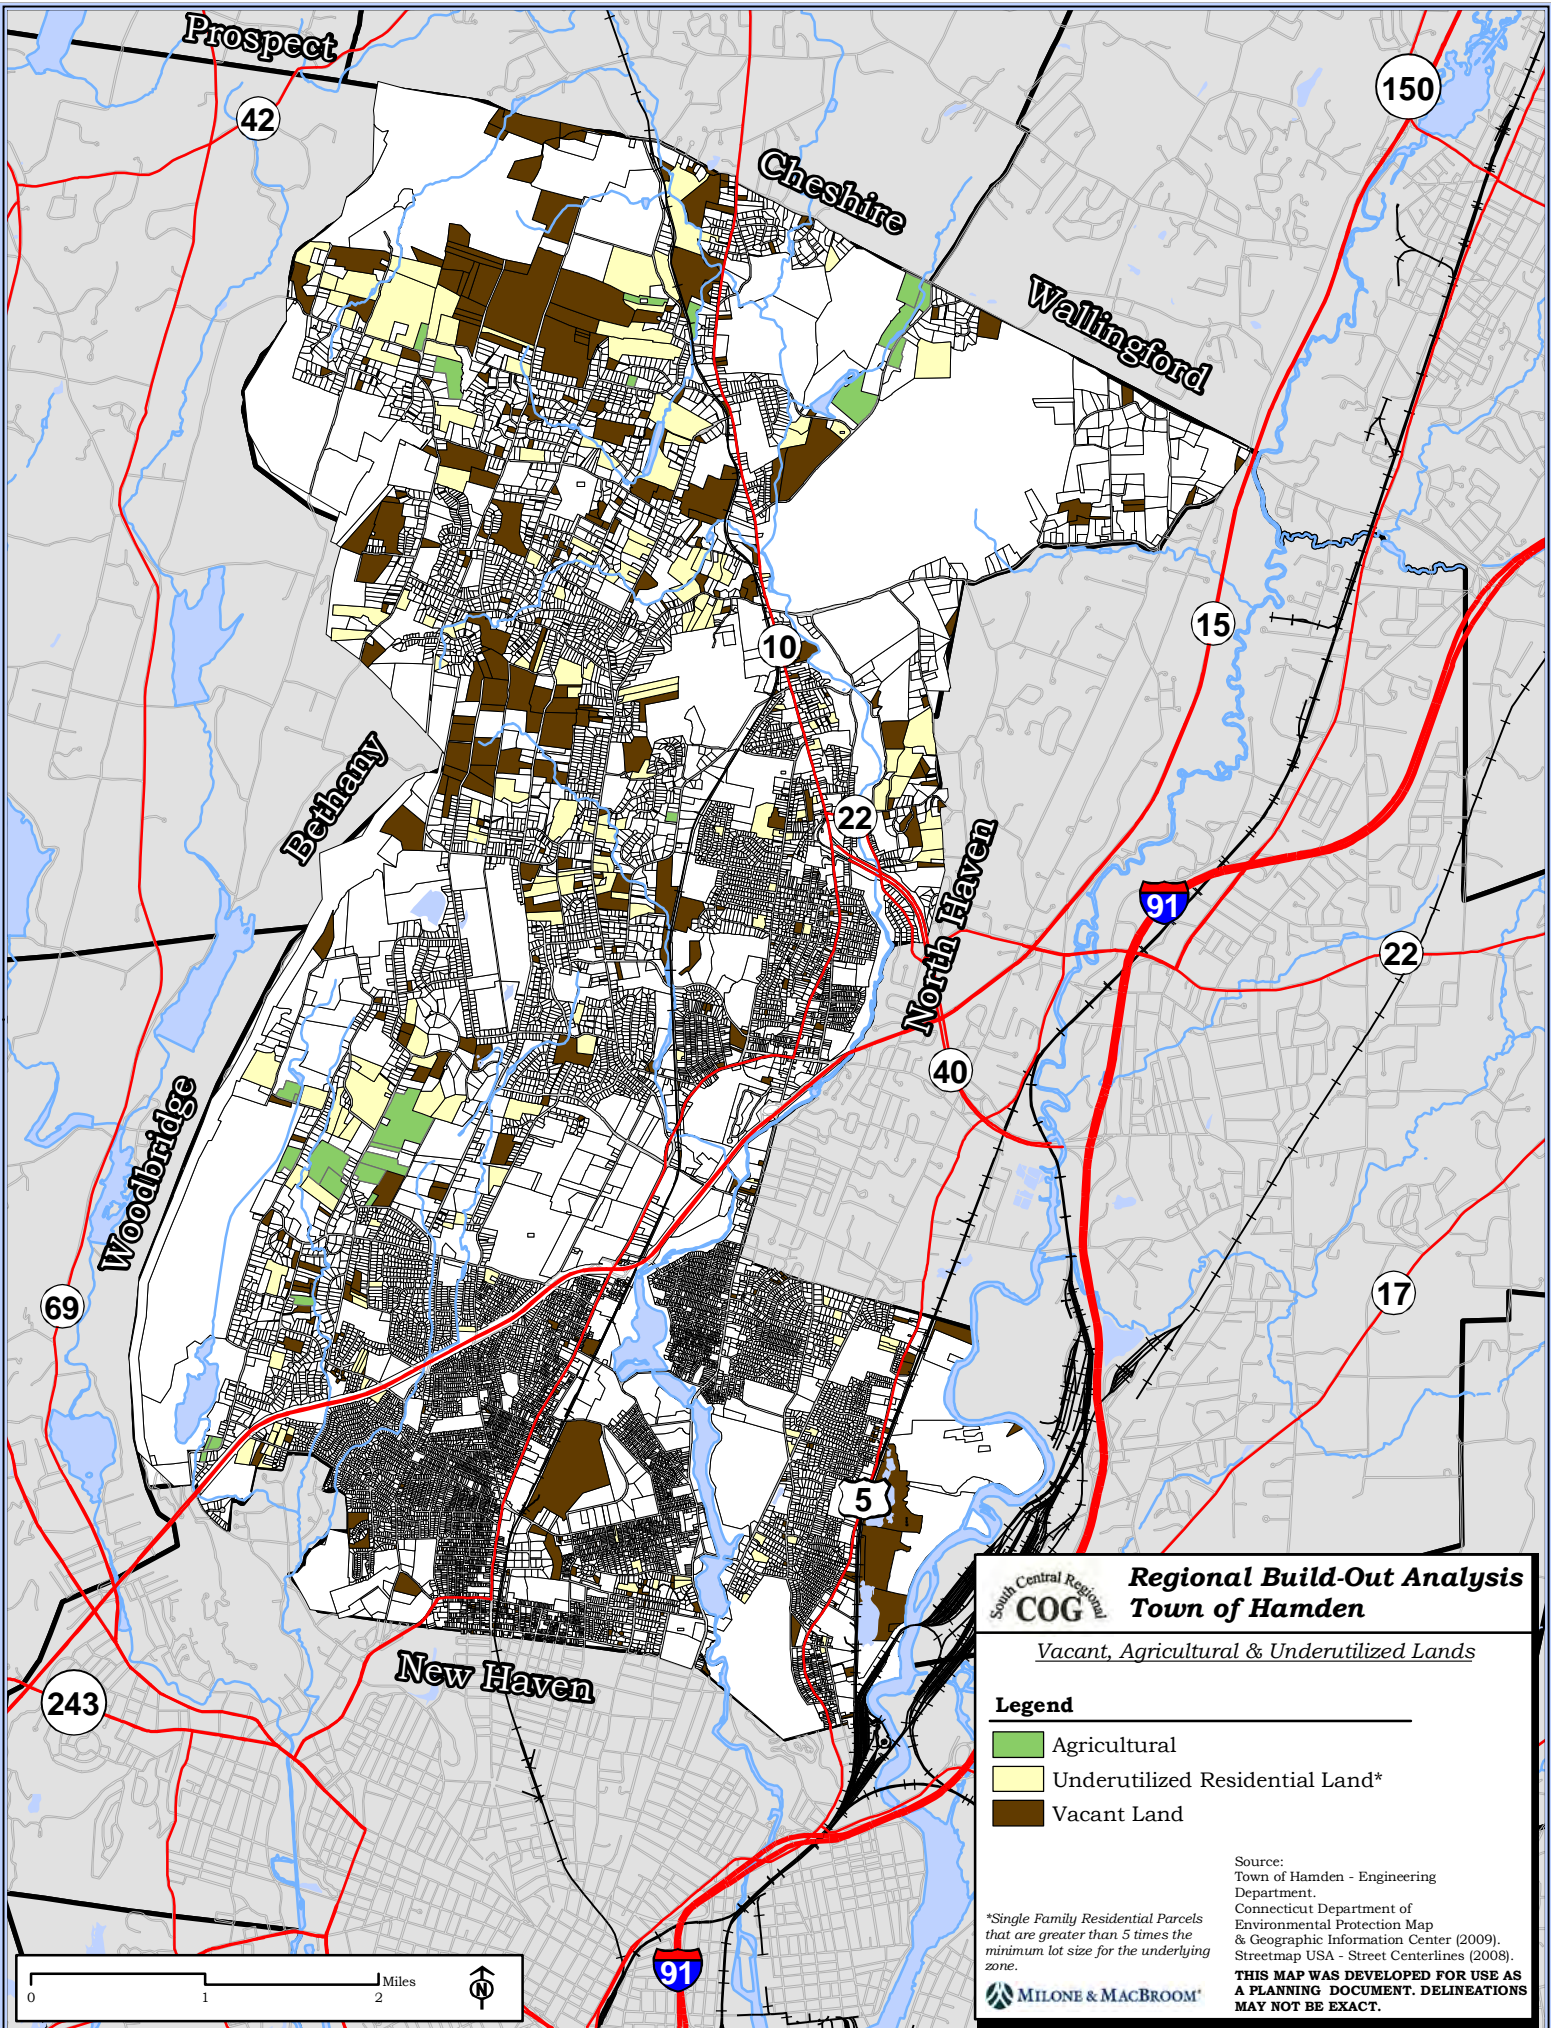 Prospect
42
150
Cheshire
Wallingford
15
10
Bethany
22
North Haven
91
22
40
Woodbridge
69
17
5
New Haven
243
91
South Central Regional
COG
Regional Build-Out Analysis
Town of Hamden
Vacant, Agricultural & Underutilized Lands
Legend
Agricultural
Underutilized Residential Land*
Vacant Land
Source:
Town of Hamden - Engineering
Department.
Connecticut Department of
Environmental Protection Map
& Geographic Information Center (2009).
Streetmap USA - Street Centerlines (2008).
*Single Family Residential Parcels
that are greater than 5 times the
minimum lot size for the underlying
zone.
THIS MAP WAS DEVELOPED FOR USE AS
A PLANNING DOCUMENT. DELINEATIONS
MAY NOT BE EXACT.
MILONE & MACBROOM®
Miles
0 1 2
N